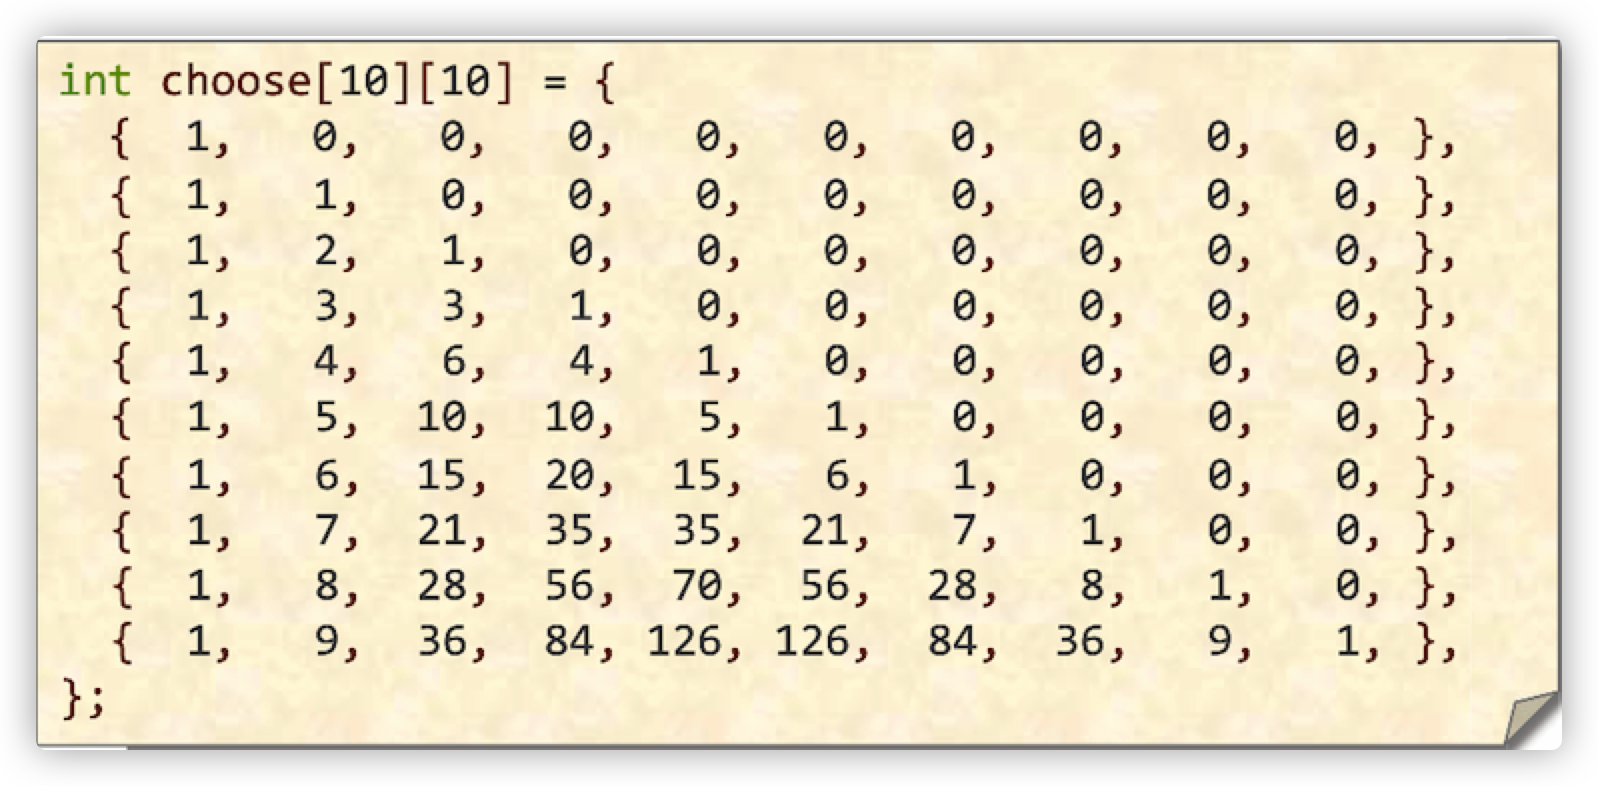 int choose[10][10] = {
  {  1,   0,   0,   0,   0,   0,   0,   0,   0,   0, },
  {  1,   1,   0,   0,   0,   0,   0,   0,   0,   0, },
  {  1,   2,   1,   0,   0,   0,   0,   0,   0,   0, },
  {  1,   3,   3,   1,   0,   0,   0,   0,   0,   0, },
  {  1,   4,   6,   4,   1,   0,   0,   0,   0,   0, },
  {  1,   5,  10,  10,   5,   1,   0,   0,   0,   0, },
  {  1,   6,  15,  20,  15,   6,   1,   0,   0,   0, },
  {  1,   7,  21,  35,  35,  21,   7,   1,   0,   0, },
  {  1,   8,  28,  56,  70,  56,  28,   8,   1,   0, },
  {  1,   9,  36,  84, 126, 126,  84,  36,   9,   1, },
};